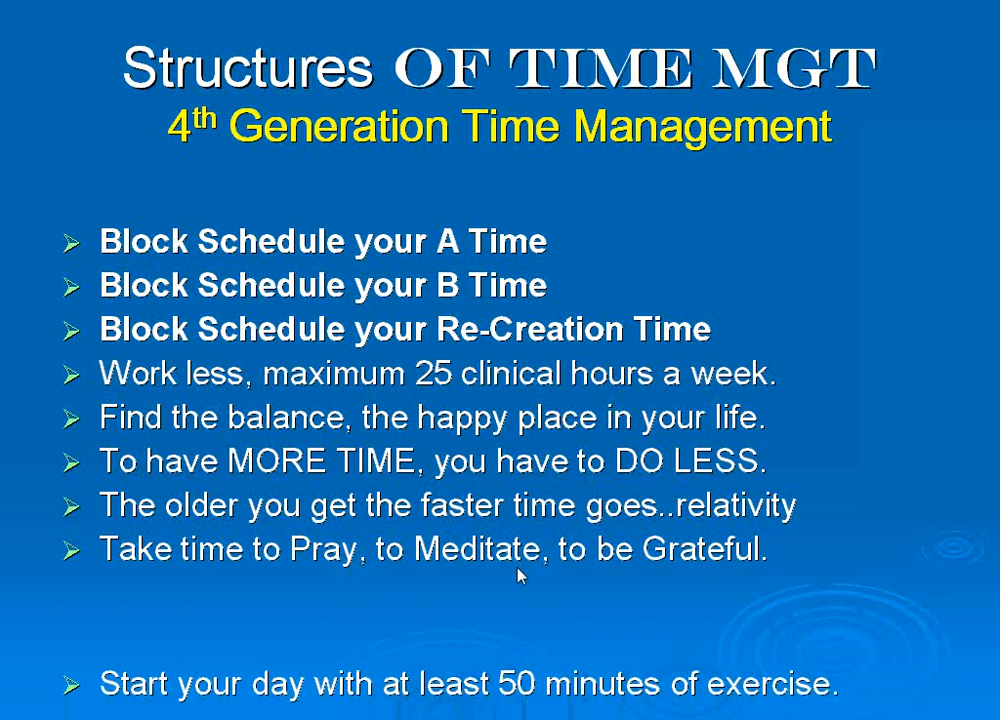 Structures OF TIME MGT
4th Generation Time Management
Block Schedule your A Time
Block Schedule your B Time
Block Schedule your Re-Creation Time
Work less, maximum 25 clinical hours a week.
Find the balance, the happy place in your life.
To have MORE TIME, you have to DO LESS.
The older you get the faster time goes..relativity
Take time to Pray, to Meditate, to be Grateful.
Start your day with at least 50 minutes of exercise.